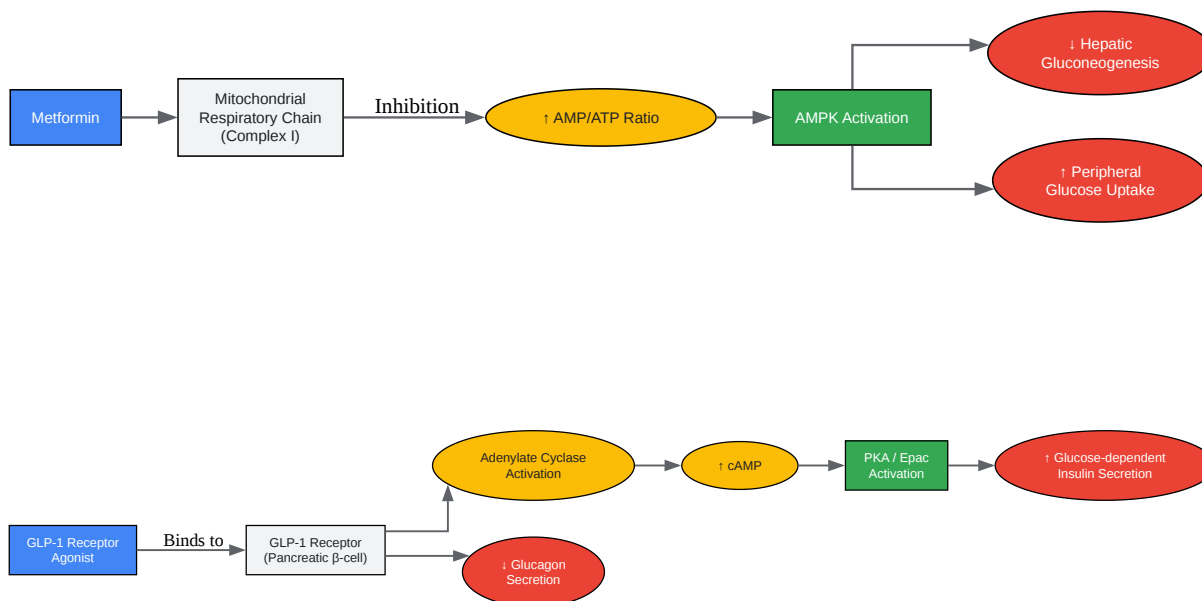 Metformin
Mitochondrial
Respiratory Chain
(Complex I)
Inhibition
↑ AMP/ATP Ratio
AMPK Activation
↓ Hepatic
Gluconeogenesis
↑ Peripheral
Glucose Uptake
GLP-1 Receptor
Agonist
Binds to
GLP-1 Receptor
(Pancreatic β-cell)
Adenylate Cyclase
Activation
↑ cAMP
PKA / Epac
Activation
↑ Glucose-dependent
Insulin Secretion
↓ Glucagon
Secretion